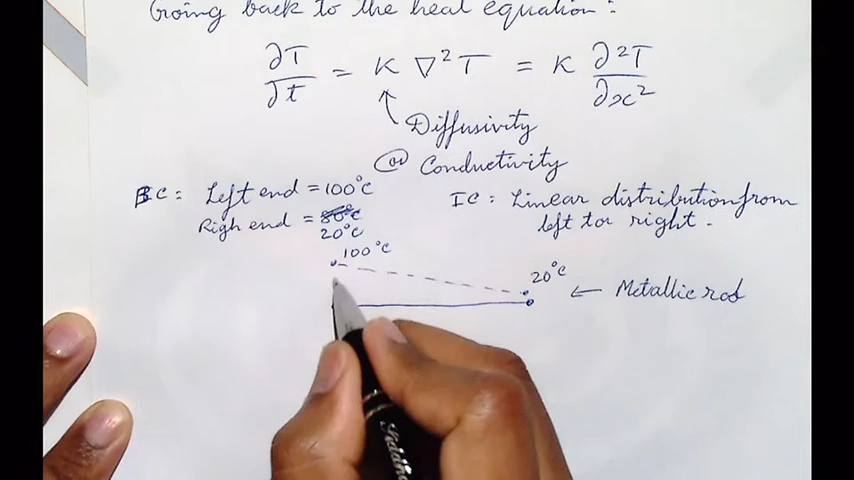 Going back to the heat equation:
∂T/∂t = K ∇²T = K ∂²T/∂x²
Diffusivity
or Conductivity
BC: Left end = 100°C
Righ end = 80°C
20°C
IC: Linear distribution from
left to right.
100°C
20°C ← Metallic rod